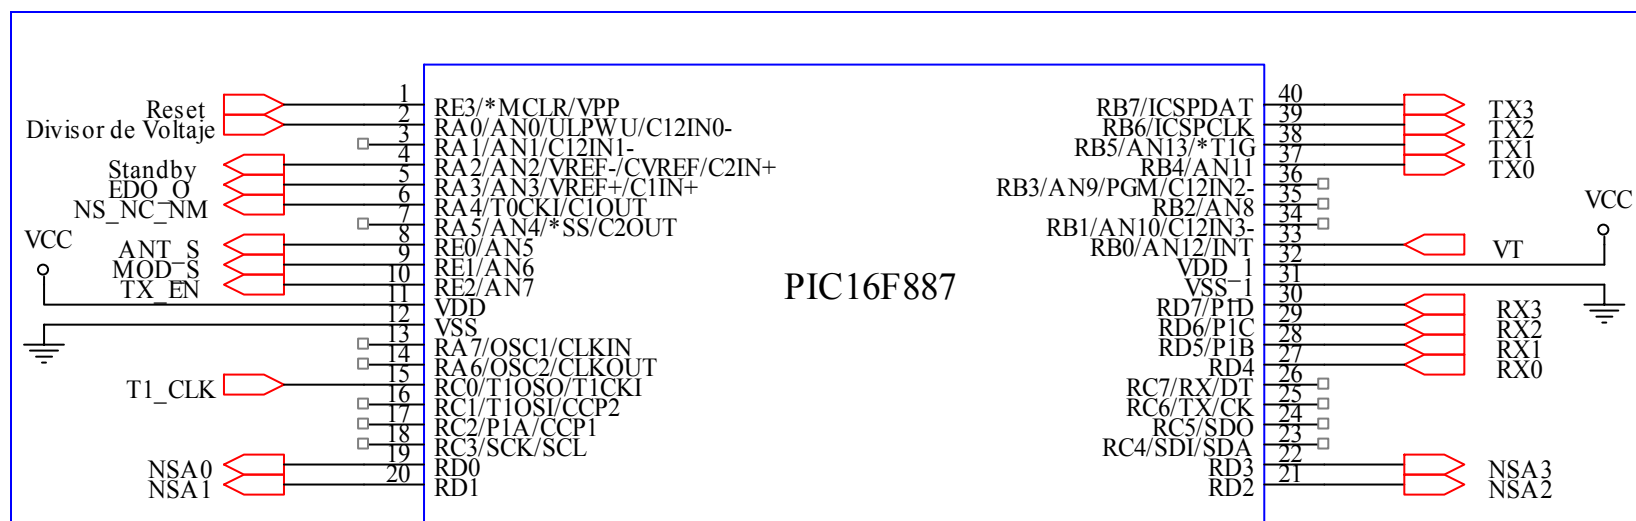 1 40
Reset RE3/*MCLR/VPP RB7/ICSPDAT TX3
2 39
Divisor de Voltaje RA0/AN0/ULPWU/C12IN0- RB6/ICSPCLK TX2
3 38
RA1/AN1/C12IN1- RB5/AN13/*T1G TX1
4 37
Standby RA2/AN2/VREF-/CVREF/C2IN+ RB4/AN11 TX0
5 36
EDO_O RA3/AN3/VREF+/C1IN+ RB3/AN9/PGM/C12IN2-
6 35
NS_NC_NM RA4/T0CKI/C1OUT RB2/AN8 VCC
7 34
RA5/AN4/*SS/C2OUT RB1/AN10/C12IN3-
VCC 8 33
ANT_S RE0/AN5 RB0/AN12/INT VT
9 32
MOD_S RE1/AN6 VDD_1
10 31
TX_EN RE2/AN7 PIC16F887 VSS_1
11 30
VDD RD7/P1D RX3
12 29
VSS RD6/P1C RX2
13 28
RA7/OSC1/CLKIN RD5/P1B RX1
14 27
RA6/OSC2/CLKOUT RD4 RX0
15 26
T1_CLK RC0/T1OSO/T1CKI RC7/RX/DT
16 25
RC1/T1OSI/CCP2 RC6/TX/CK
17 24
RC2/P1A/CCP1 RC5/SDO
18 23
RC3/SCK/SCL RC4/SDI/SDA
19 22
NSA0 RD0 RD3 NSA3
20 21
NSA1 RD1 RD2 NSA2